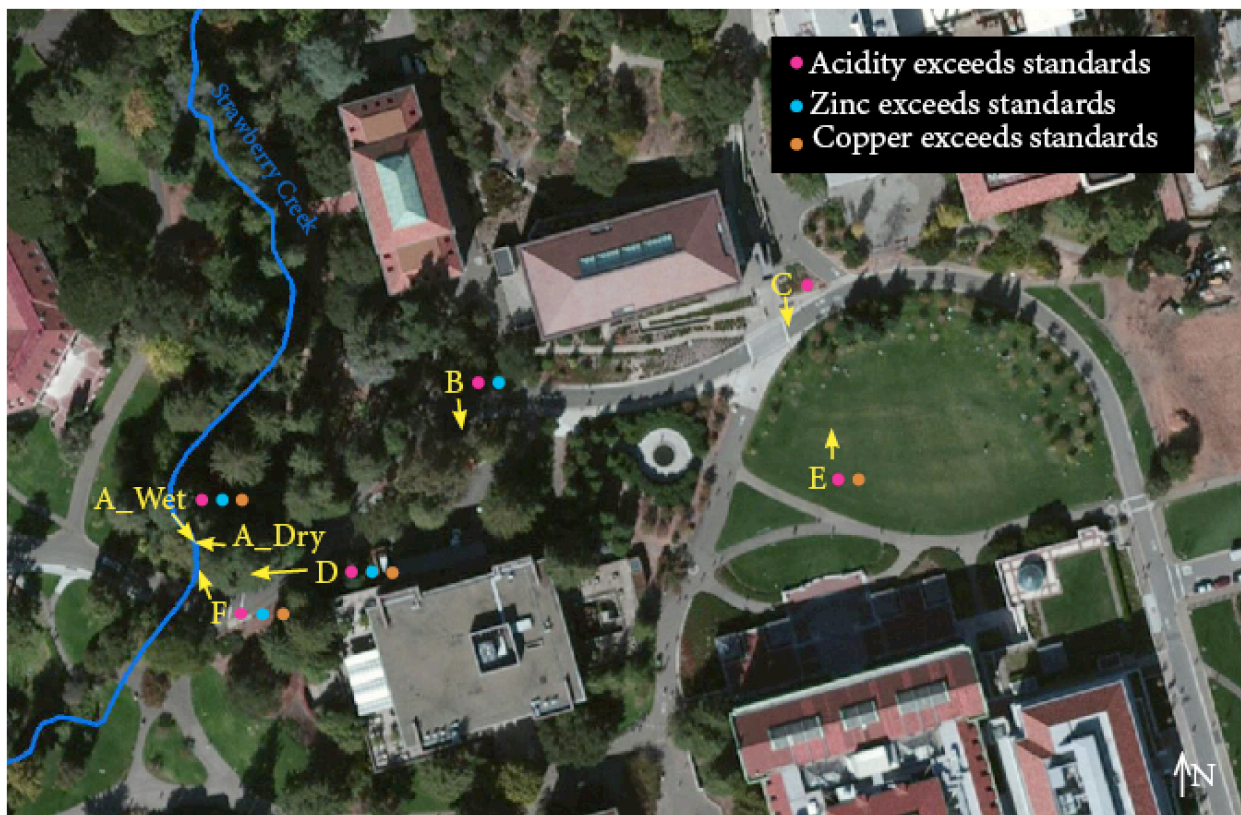 Acidity exceeds standards
Zinc exceeds standards
Copper exceeds standards
Strawberry Creek
C
B
E
A_Wet
A_Dry
D
F
N